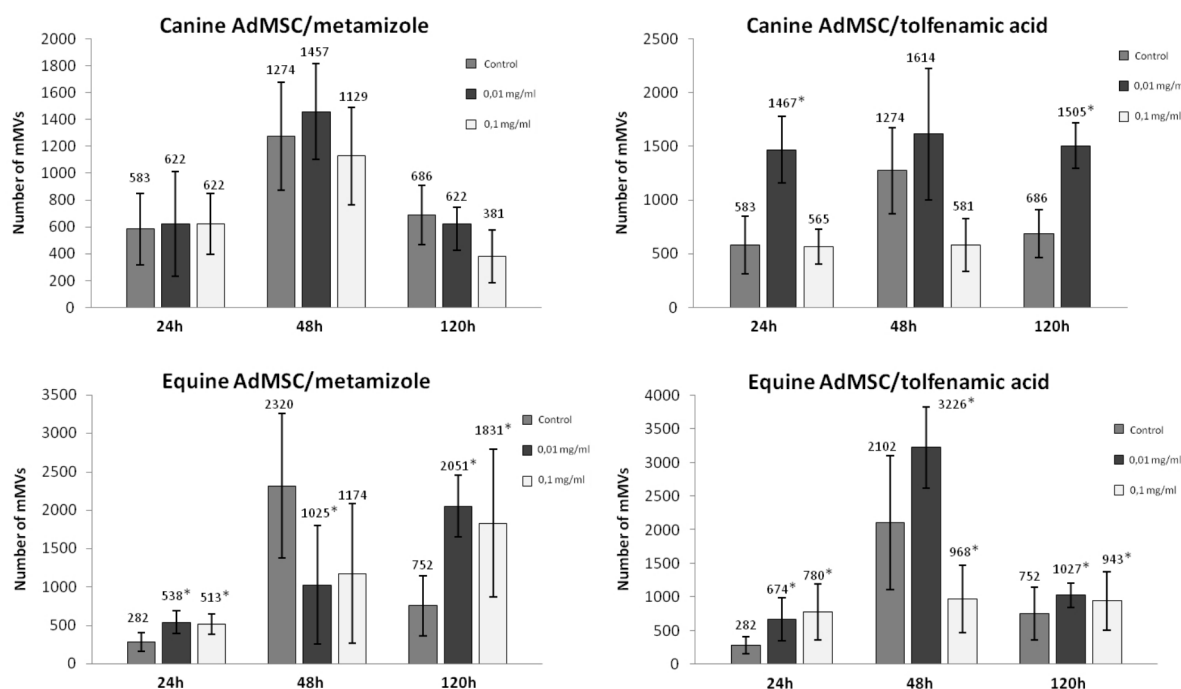 Canine AdMSC/metamizole
Number of mMVs
2000
1800
1600
1400
1200
1000
800
600
400
200
0
583
622
622
1274
1457
1129
686
622
381
24h
48h
120h
Control
0,01 mg/ml
0,1 mg/ml
Canine AdMSC/tolfenamic acid
Number of mMVs
2500
2000
1500
1000
500
0
583
1467*
565
1274
1614
581
686
1505*
24h
48h
120h
Control
0,01 mg/m
0,1 mg/ml
Equine AdMSC/metamizole
Number of mMVs
3500
3000
2500
2000
1500
1000
500
0
282
538*
513*
2320
1025*
1174
752
2051*
1831*
24h
48h
120h
Control
0,01 mg/ml
0,1 mg/ml
Equine AdMSC/tolfenamic acid
Number of mMVs
4000
3500
3000
2500
2000
1500
1000
500
0
282
674*
780*
2102
3226*
968*
752
1027*
943*
24h
48h
120h
Control
0,01 mg/ml
0,1 mg/ml